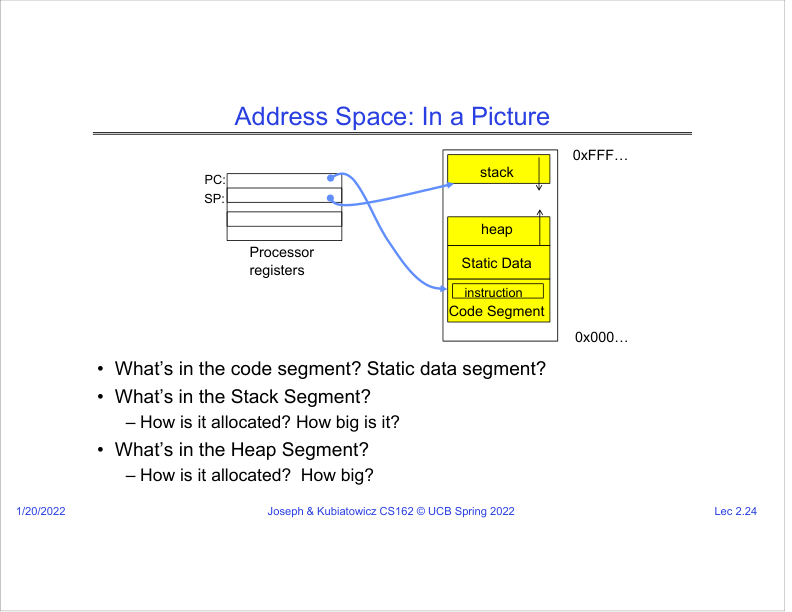 Address Space: In a Picture
0xFFF…
PC:
stack
SP:
heap
Processor
registers
Static Data
instruction
Code Segment
0x000…
• What's in the code segment? Static data segment?
• What's in the Stack Segment?
– How is it allocated? How big is it?
• What's in the Heap Segment?
– How is it allocated?  How big?
1/20/2022
Joseph & Kubiatowicz CS162 © UCB Spring 2022
Lec 2.24